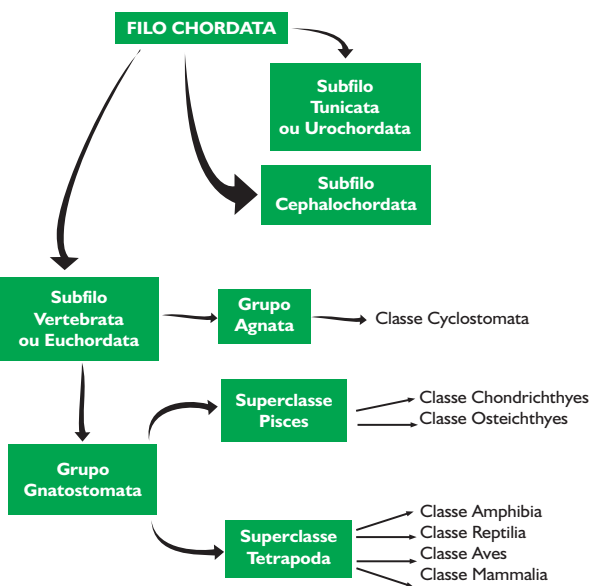 FILO CHORDATA
Subfilo
Tunicata
ou Urochordata
Subfilo
Cephalochordata
Subfilo
Vertebrata
ou Euchordata
Grupo
Agnata
Classe Cyclostomata
Grupo
Gnatostomata
Superclasse
Pisces
Classe Chondrichthyes
Classe Osteichthyes
Superclasse
Tetrapoda
Classe Amphibia
Classe Reptilia
Classe Aves
Classe Mammalia